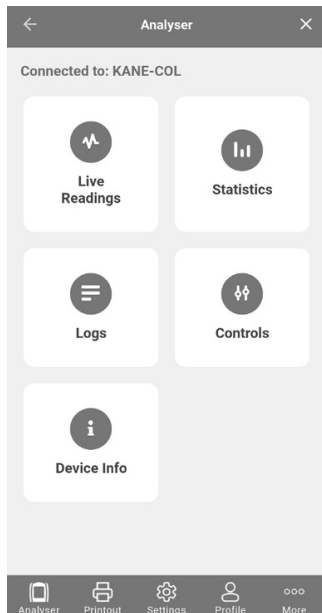 Analyser
Connected to: KANE-COL
Live
Readings
Statistics
Logs
Controls
Device Info
Analyser Printout Settings Profile More